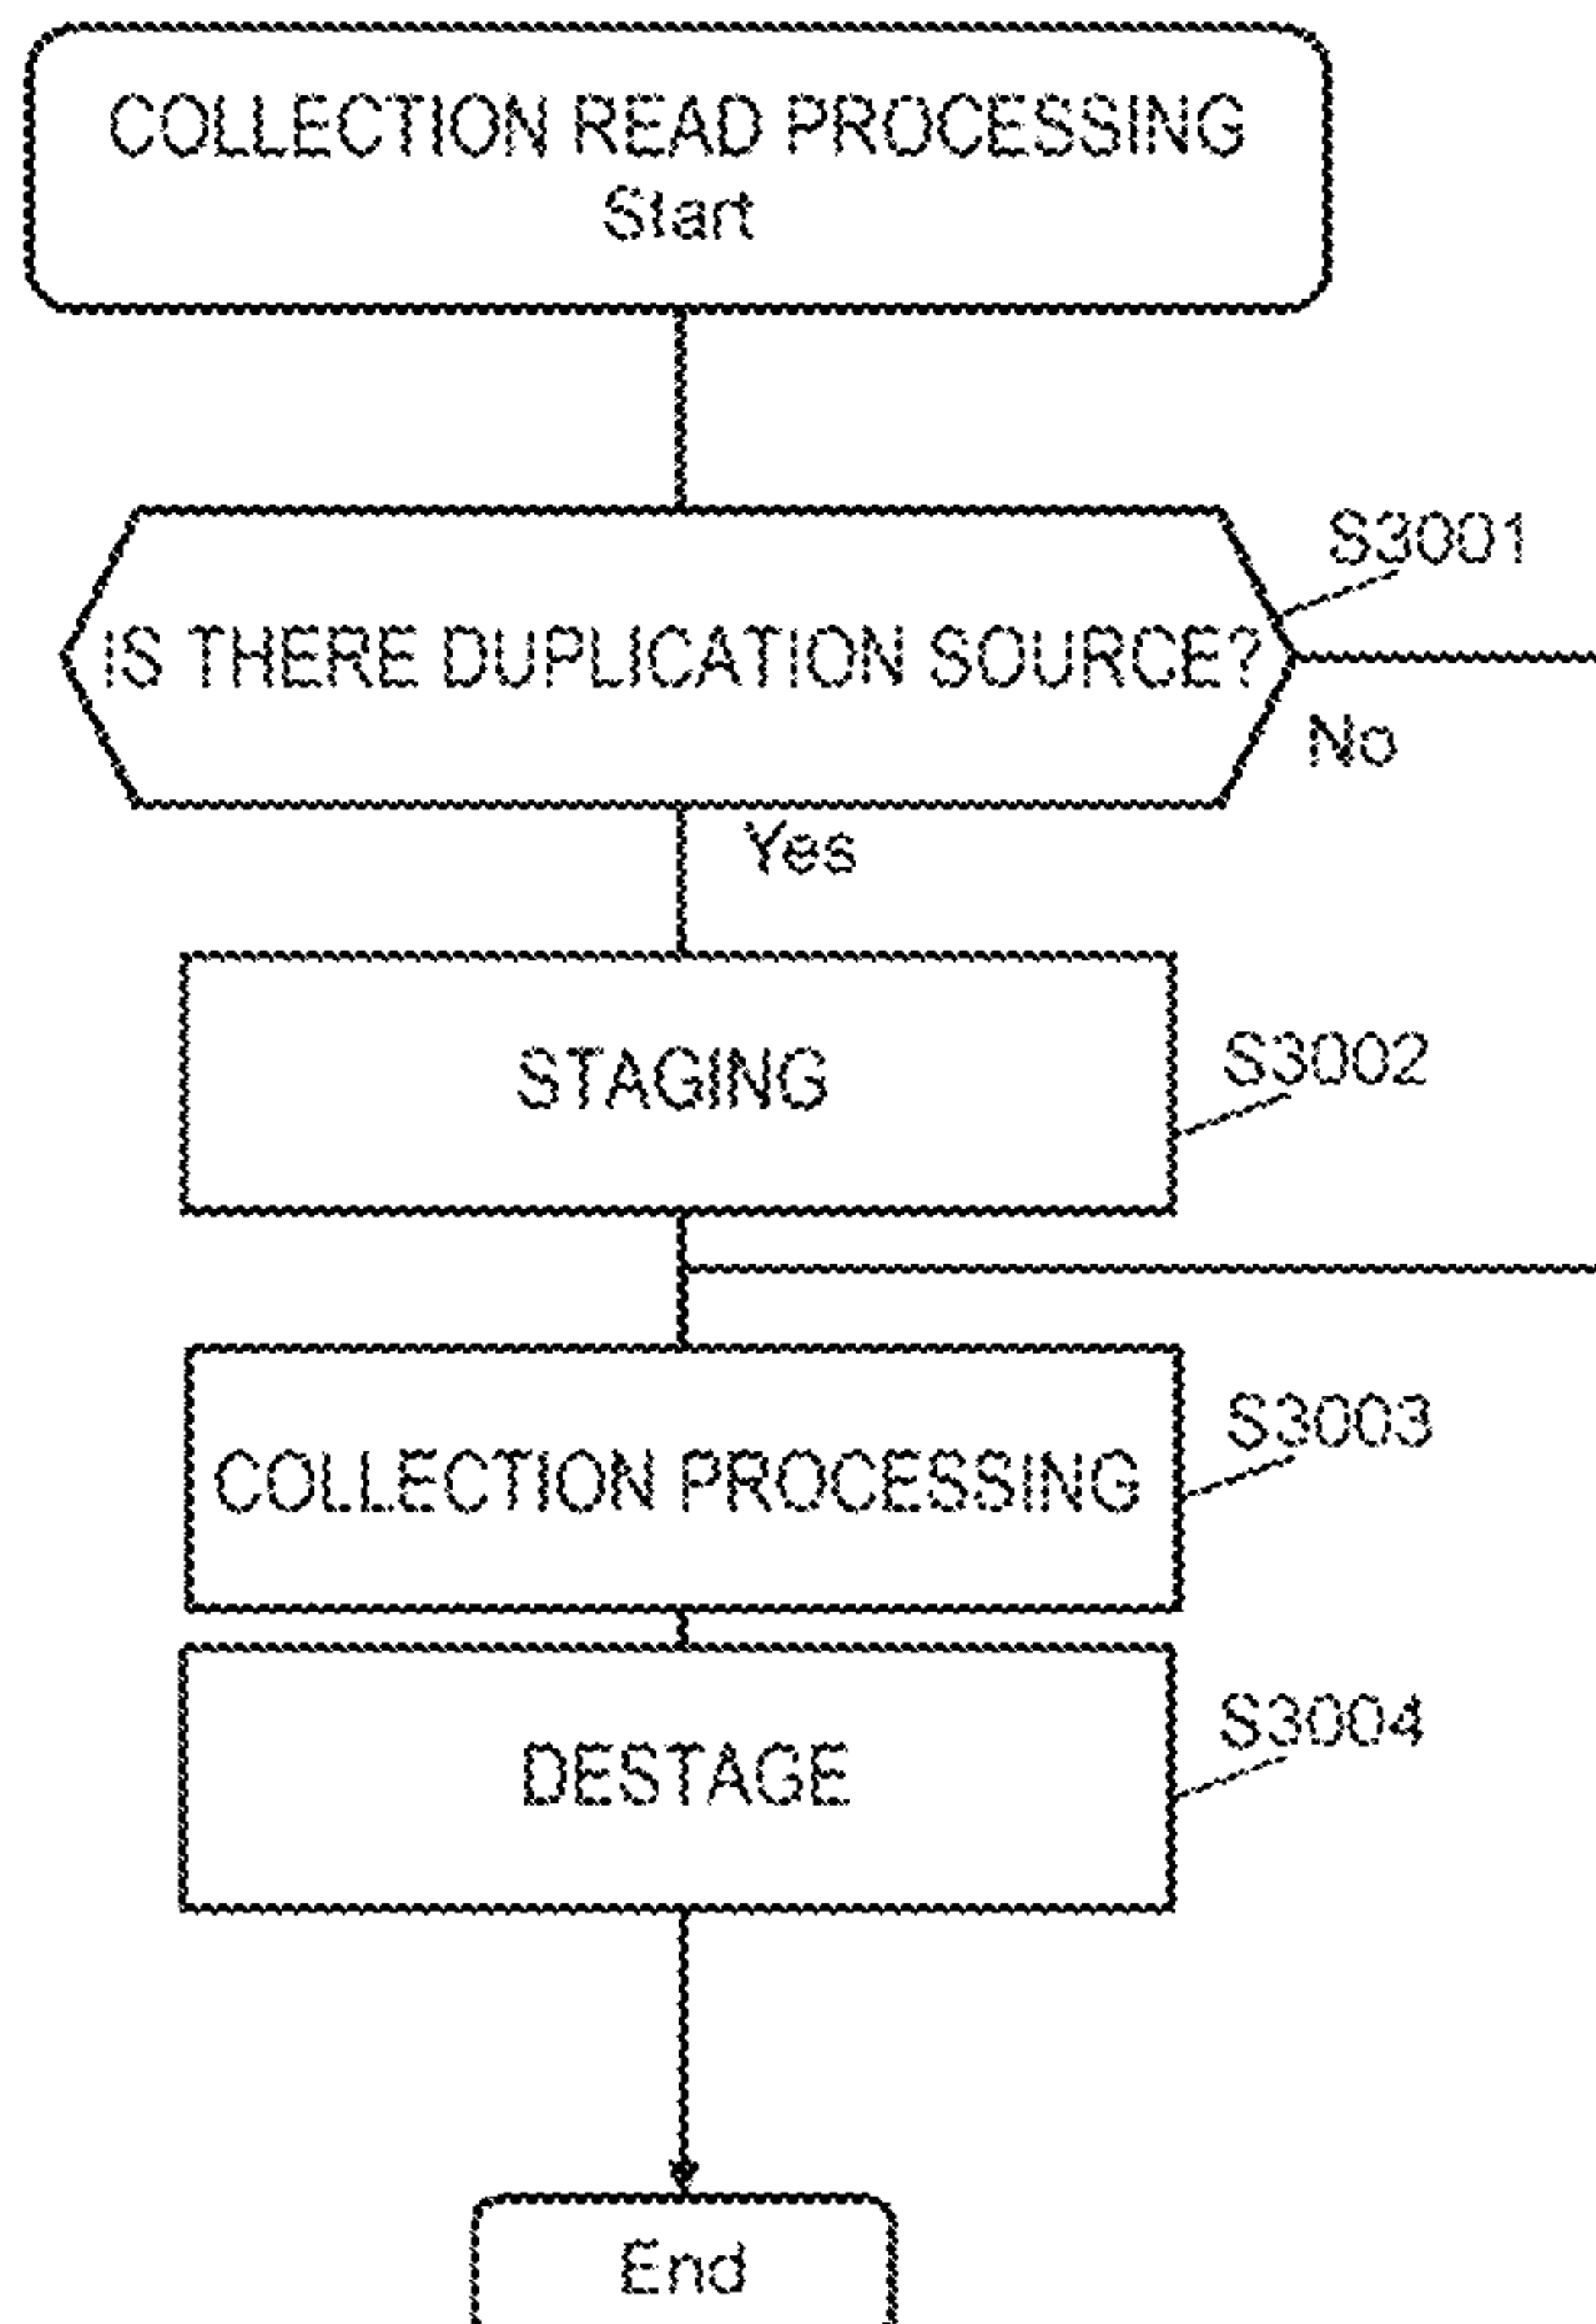 COLLECTION READ PROCESSING
Start
S3001
IS THERE DUPLICATION SOURCE?
No
Yes
STAGING
S3002
COLLECTION PROCESSING
S3003
DESTAGE
S3004
End